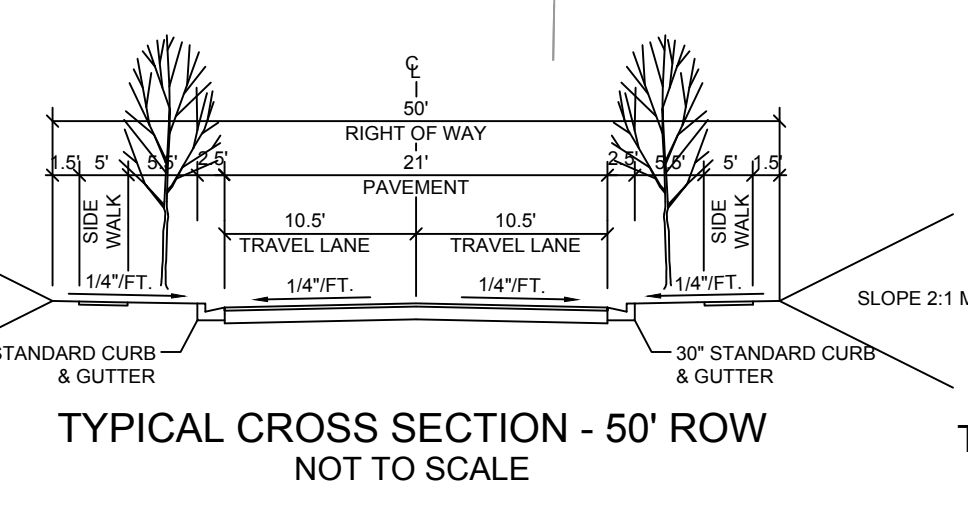 ℄
50'
RIGHT OF WAY
1.5' 5' 5.5' 2.5' 21' 2.5' 5.5' 5' 1.5'
PAVEMENT
SIDE
WALK
10.5' 10.5'
TRAVEL LANE TRAVEL LANE
SIDE
WALK
1/4"/FT. 1/4"/FT. 1/4"/FT. 1/4"/FT.
SLOPE 2:1 M
STANDARD CURB
& GUTTER
30" STANDARD CURB
& GUTTER
TYPICAL CROSS SECTION - 50' ROW
NOT TO SCALE